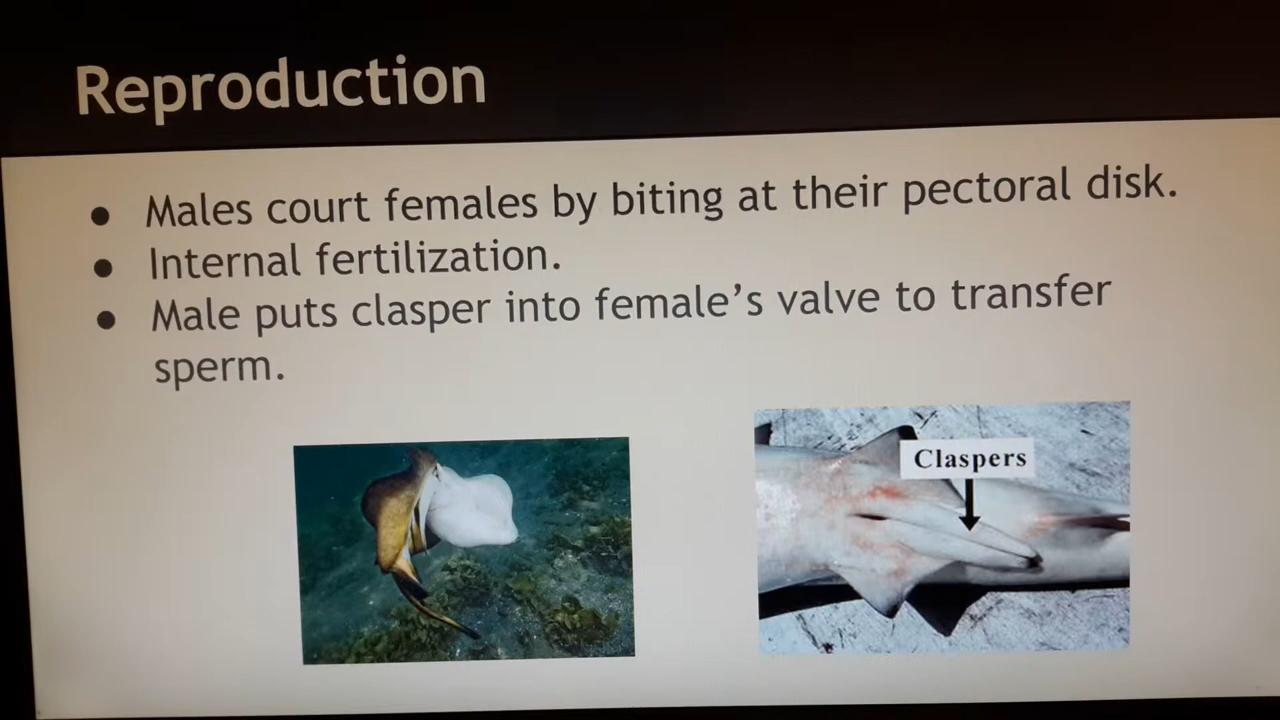 Reproduction
● Males court females by biting at their pectoral disk.
● Internal fertilization.
● Male puts clasper into female’s valve to transfer
sperm.
Claspers